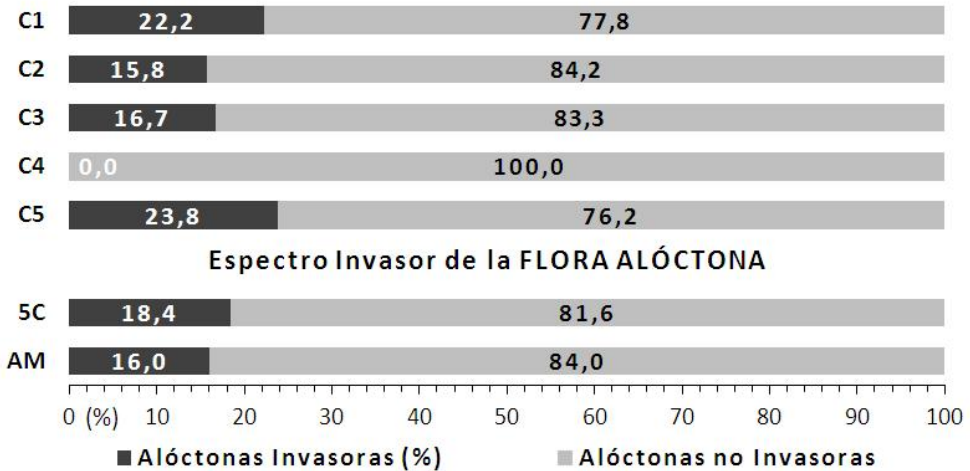 C1 22,2 77,8
C2 15,8 84,2
C3 16,7 83,3
C4 0,0 100,0
C5 23,8 76,2
Espectro Invasor de la FLORA ALÓCTONA
5C 18,4 81,6
AM 16,0 84,0
0 (%) 10 20 30 40 50 60 70 80 90 100
Alóctonas Invasoras (%) Alóctonas no Invasoras